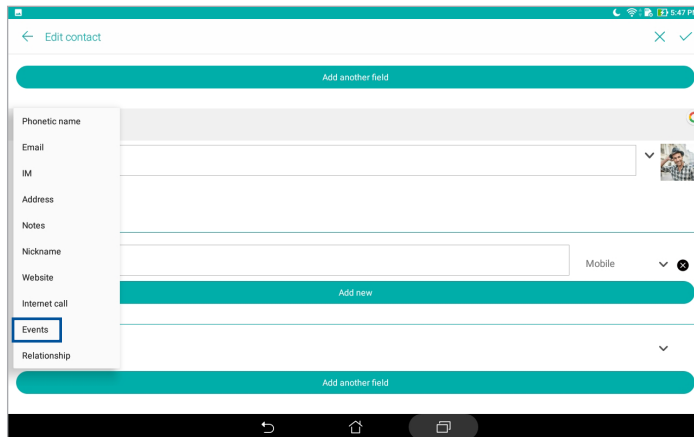 5:47 P
Edit contact
Add another field
Phonetic name
Email
IM
Address
Notes
Nickname
Mobile
Website
Add new
Internet call
Events
Relationship
Add another field